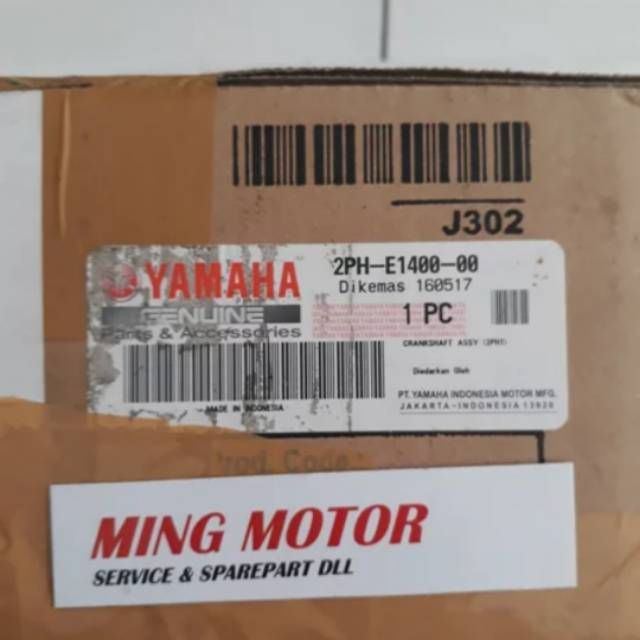 J302
YAMAHA
GENUINE
Parts & Accessories
2PH-E1400-00
Dikemas 160517
1 PC
CRANKSHAFT ASSY (2PH1)
Diedarkan Oleh
PT. YAMAHA INDONESIA MOTOR MFG.
JAKARTA-INDONESIA 13920
MADE IN INDONESIA
Prod Code
MING MOTOR
SERVICE & SPAREPART DLL